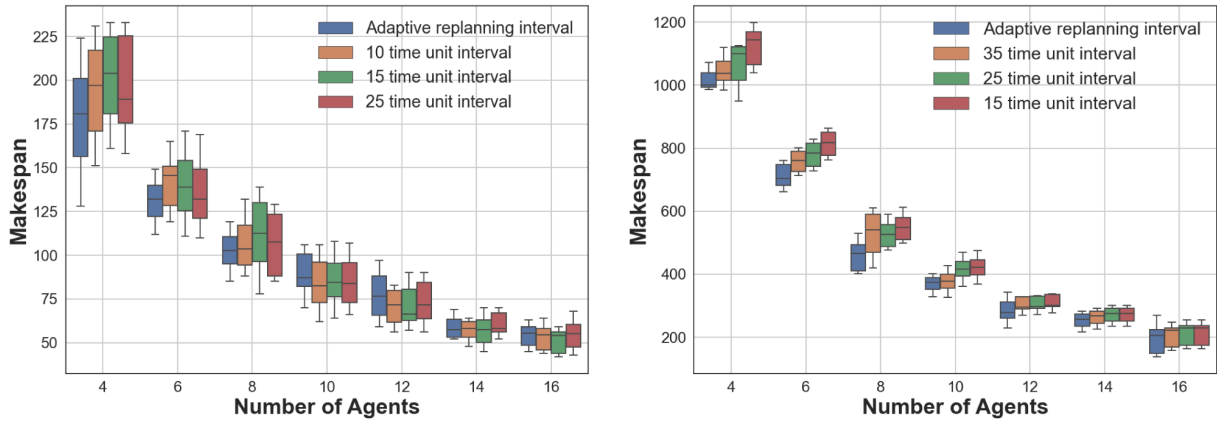 225
200
175
150
125
100
75
50
Makespan
4 6 8 10 12 14 16
Number of Agents
Adaptive replanning interval
10 time unit interval
15 time unit interval
25 time unit interval
1200
1000
800
600
400
200
Makespan
4 6 8 10 12 14 16
Number of Agents
Adaptive replanning interval
35 time unit interval
25 time unit interval
15 time unit interval